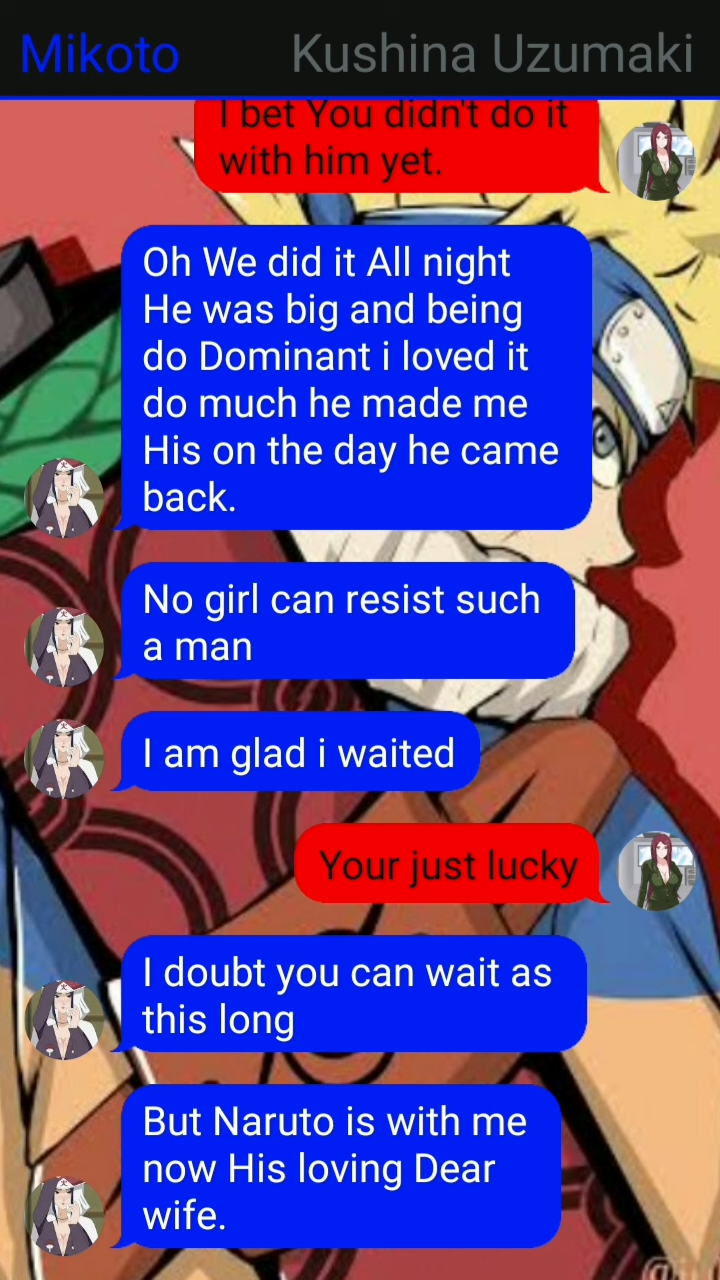 Mikoto
Kushina Uzumaki
I bet You didn't do it
with him yet.
Oh We did it All night
He was big and being
do Dominant i loved it
do much he made me
His on the day he came
back.
No girl can resist such
a man
I am glad i waited
Your just lucky
I doubt you can wait as
this long
But Naruto is with me
now His loving Dear
wife.